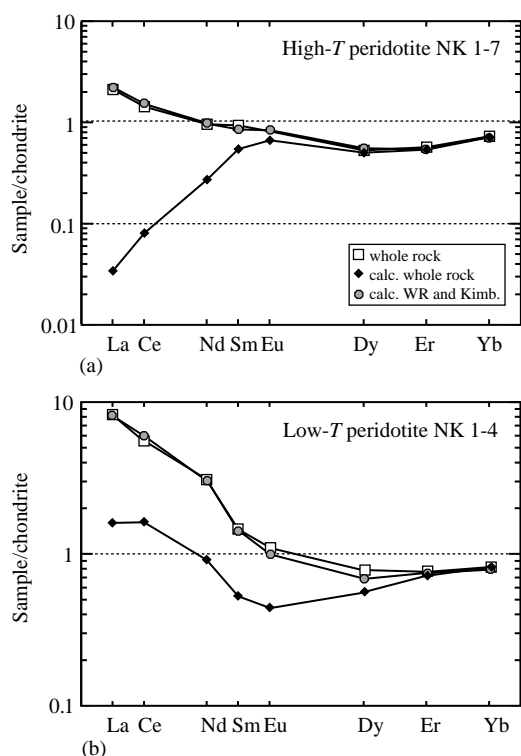 10
High-T peridotite NK 1-7
1
Sample/chondrite
0.1
whole rock
calc. whole rock
calc. WR and Kimb.
0.01
La Ce Nd Sm Eu Dy Er Yb
(a)
10
Low-T peridotite NK 1-4
Sample/chondrite
1
0.1
La Ce Nd Sm Eu Dy Er Yb
(b)